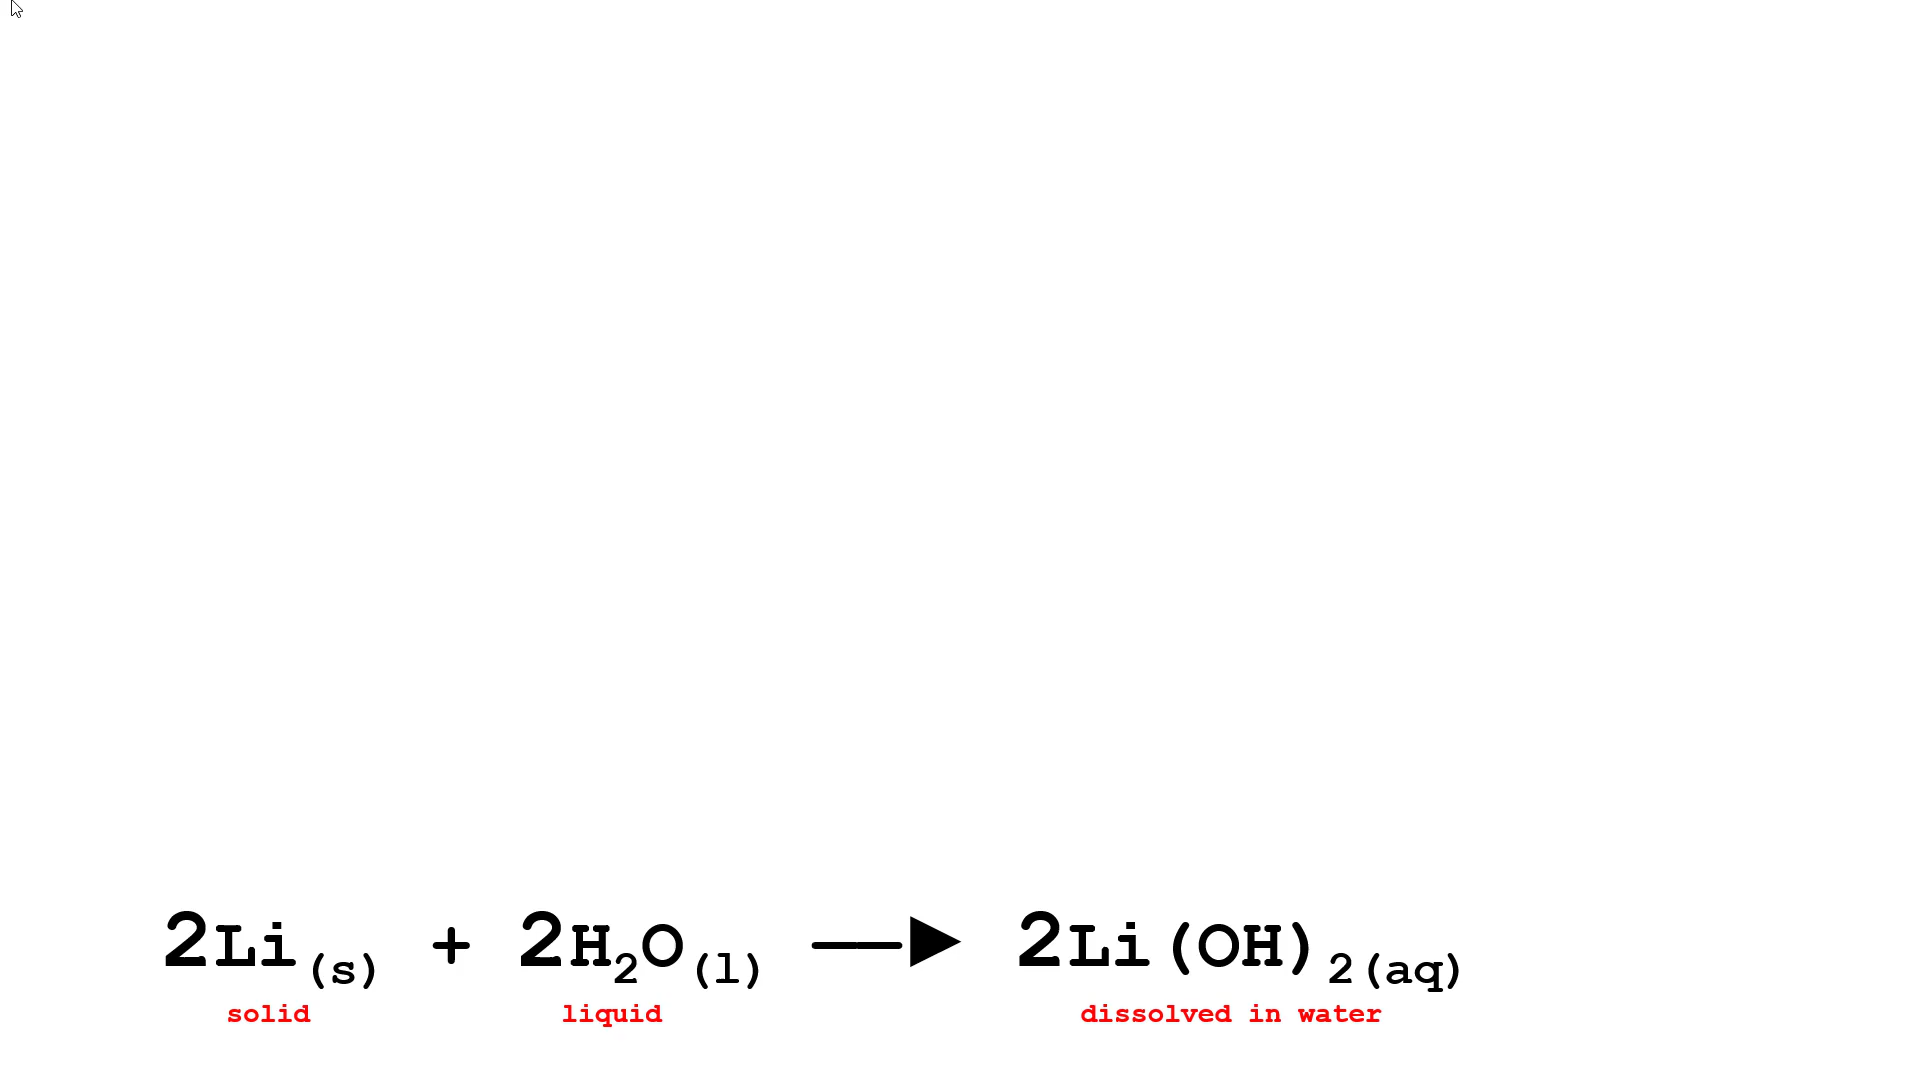 2Li(s) + 2H2O(l) ——► 2Li(OH)2(aq)
solid liquid dissolved in water